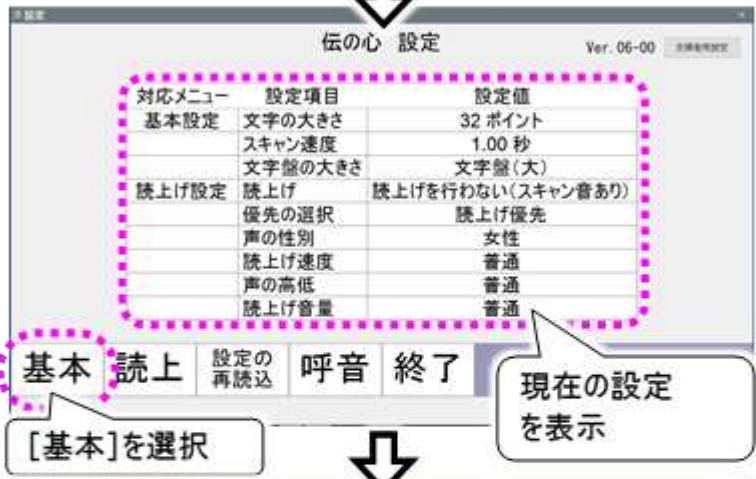 伝の心 設定
Ver. 06-00
対応メニュー 設定項目 設定値
基本設定 文字の大きさ 32 ポイント
スキャン速度 1.00 秒
文字盤の大きさ 文字盤(大)
読上げ設定 読上げ 読上げを行わない(スキャン音あり)
優先の選択 読上げ優先
声の性別 女性
読上げ速度 普通
声の高低 普通
読上げ音量 普通
基本 読上 設定の再読込 呼音 終了
現在の設定
を表示
[基本]を選択